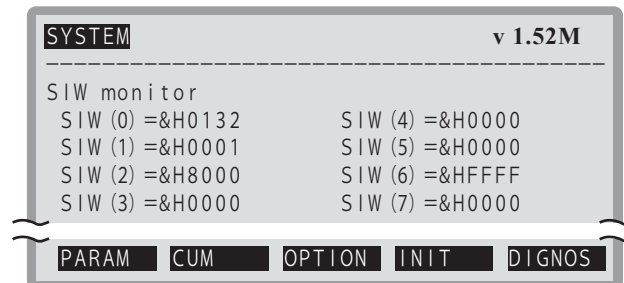 SYSTEM v 1.52M
SIW monitor
SIW(0)=&H0132 SIW(4)=&H0000
SIW(1)=&H0001 SIW(5)=&H0000
SIW(2)=&H8000 SIW(6)=&HFFFF
SIW(3)=&H0000 SIW(7)=&H0000
PARAM CUM OPTION INIT DIGNOS